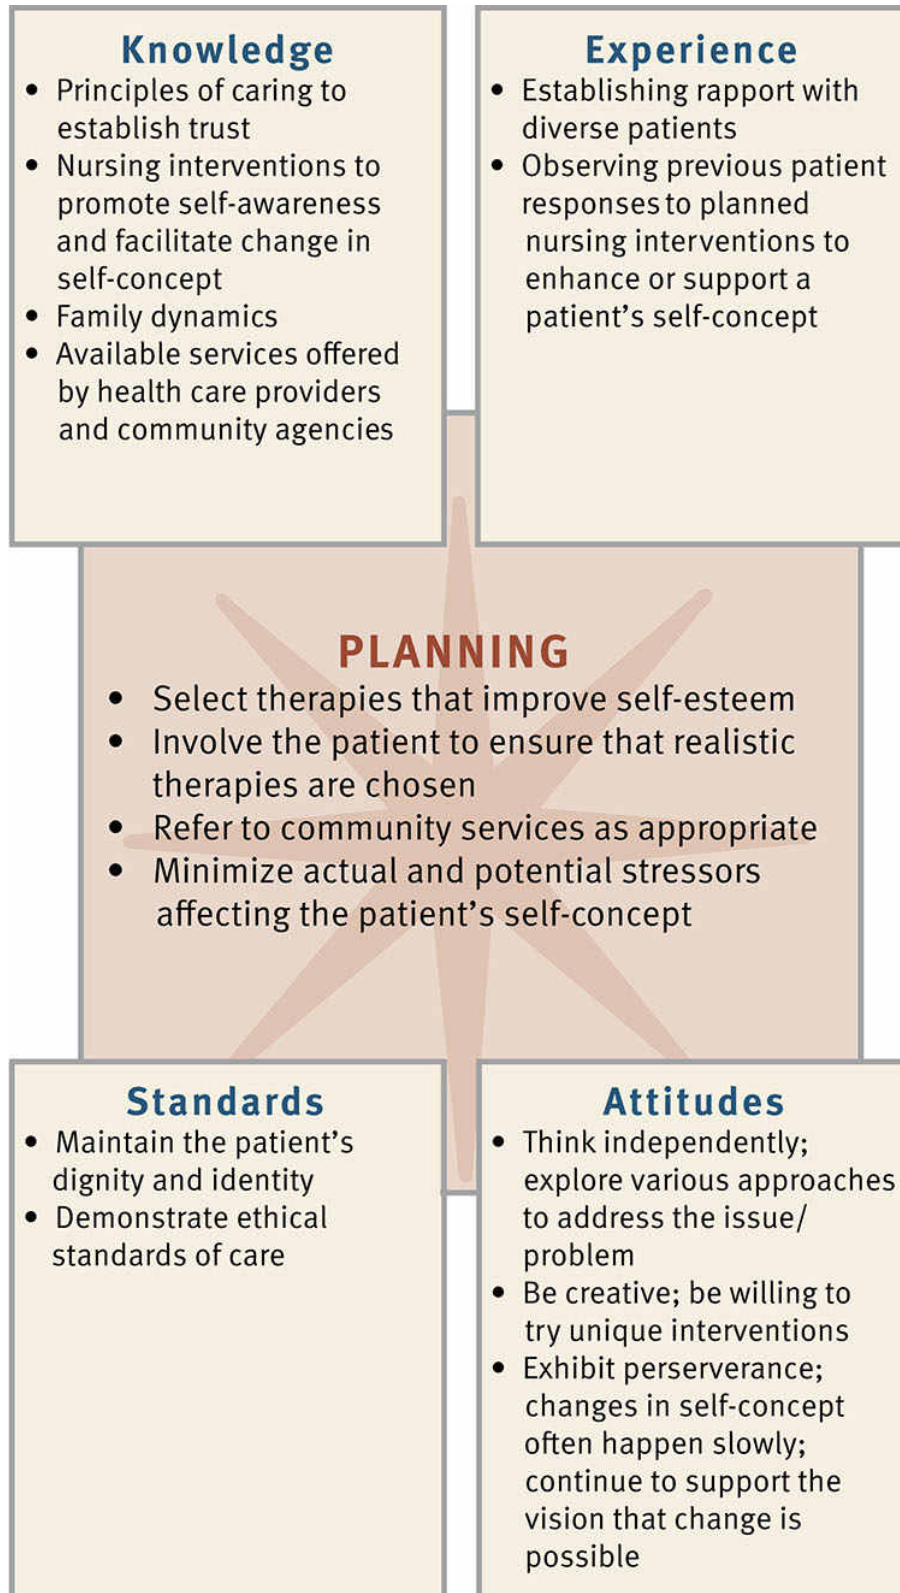 Knowledge
• Principles of caring to
establish trust
• Nursing interventions to
promote self-awareness
and facilitate change in
self-concept
• Family dynamics
• Available services offered
by health care providers
and community agencies
Experience
• Establishing rapport with
diverse patients
• Observing previous patient
responses to planned
nursing interventions to
enhance or support a
patient’s self-concept
PLANNING
• Select therapies that improve self-esteem
• Involve the patient to ensure that realistic
therapies are chosen
• Refer to community services as appropriate
• Minimize actual and potential stressors
affecting the patient’s self-concept
Standards
• Maintain the patient’s
dignity and identity
• Demonstrate ethical
standards of care
Attitudes
• Think independently;
explore various approaches
to address the issue/
problem
• Be creative; be willing to
try unique interventions
• Exhibit perserverance;
changes in self-concept
often happen slowly;
continue to support the
vision that change is
possible